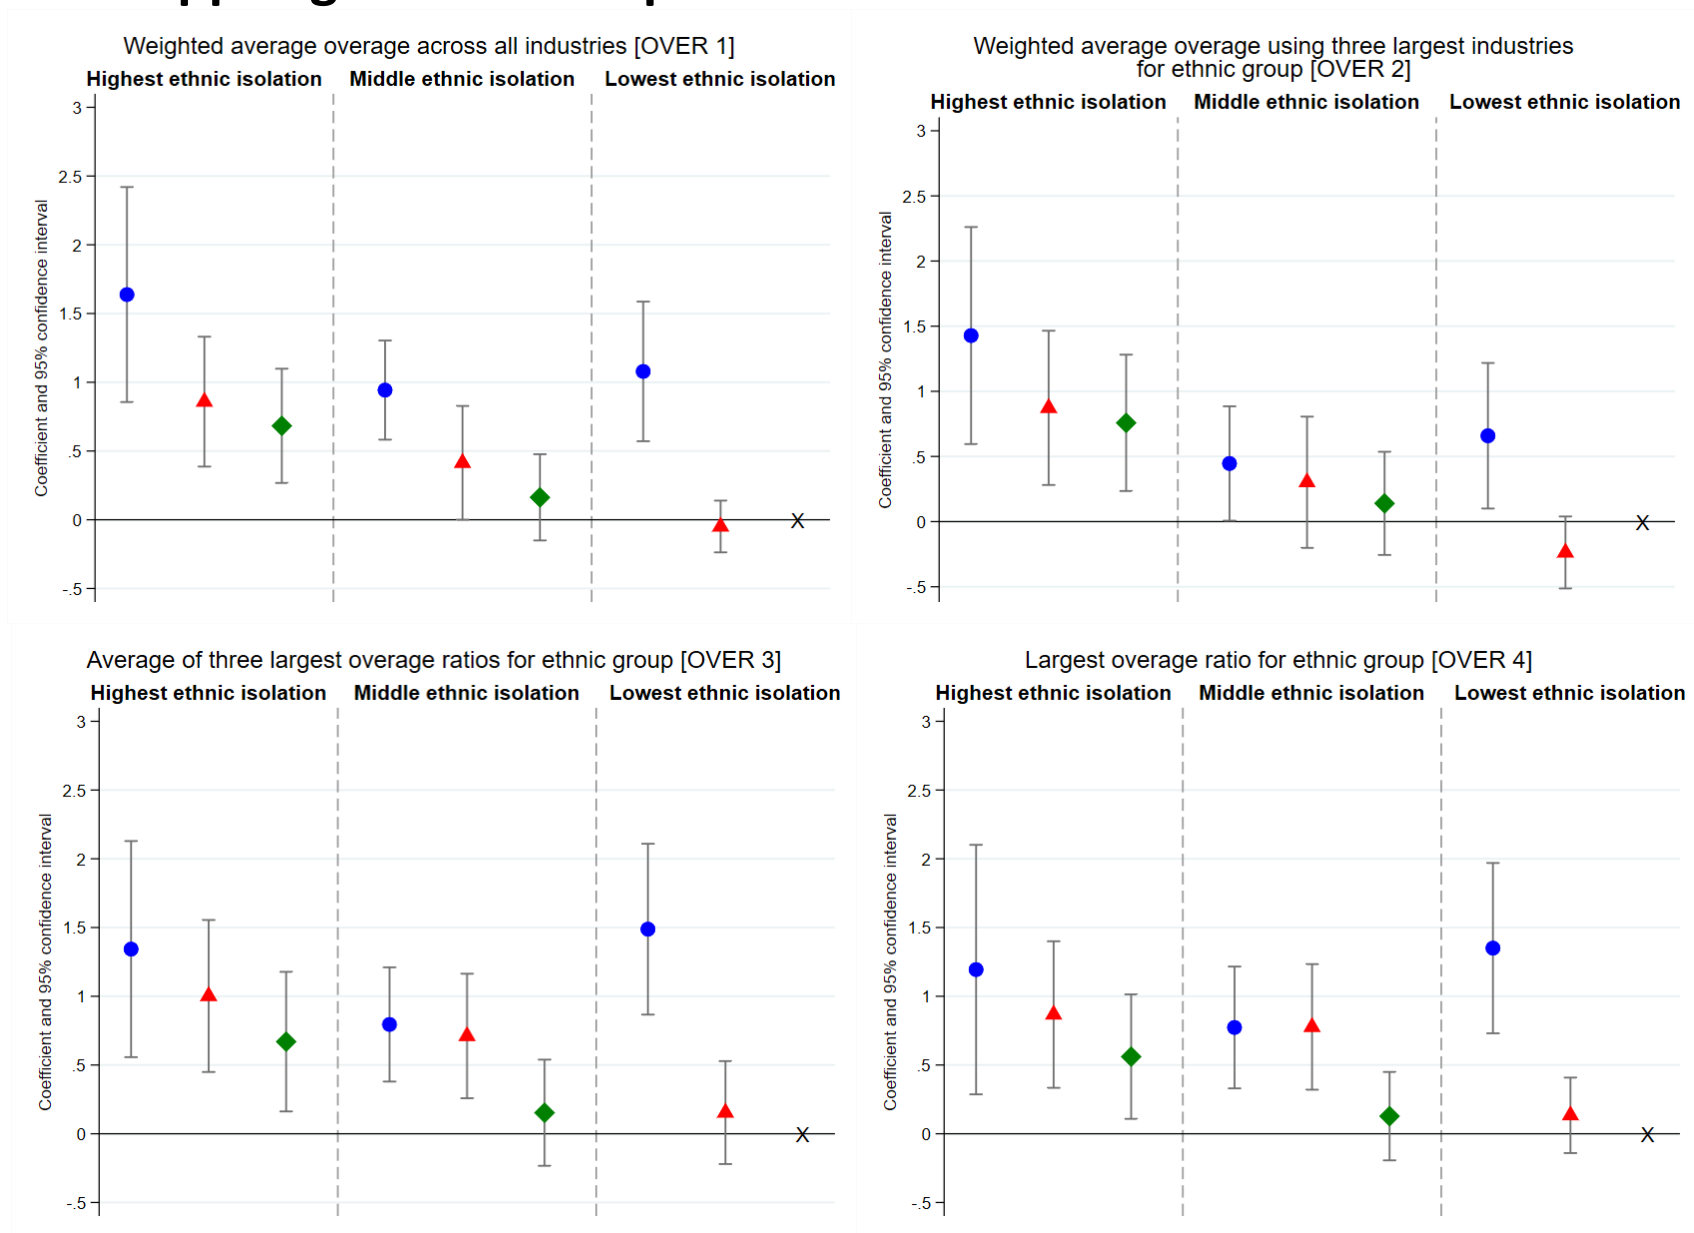 Weighted average overage across all industries [OVER 1]
Highest ethnic isolation Middle ethnic isolation Lowest ethnic isolation
Coefficient and 95% confidence interval
3
2.5
2
1.5
1
.5
0
-.5
X
Weighted average overage using three largest industries
for ethnic group [OVER 2]
Highest ethnic isolation Middle ethnic isolation Lowest ethnic isolation
Coefficient and 95% confidence interval
3
2.5
2
1.5
1
.5
0
-.5
X
Average of three largest overage ratios for ethnic group [OVER 3]
Highest ethnic isolation Middle ethnic isolation Lowest ethnic isolation
Coefficient and 95% confidence interval
3
2.5
2
1.5
1
.5
0
-.5
X
Largest overage ratio for ethnic group [OVER 4]
Highest ethnic isolation Middle ethnic isolation Lowest ethnic isolation
Coefficient and 95% confidence interval
3
2.5
2
1.5
1
.5
0
-.5
X